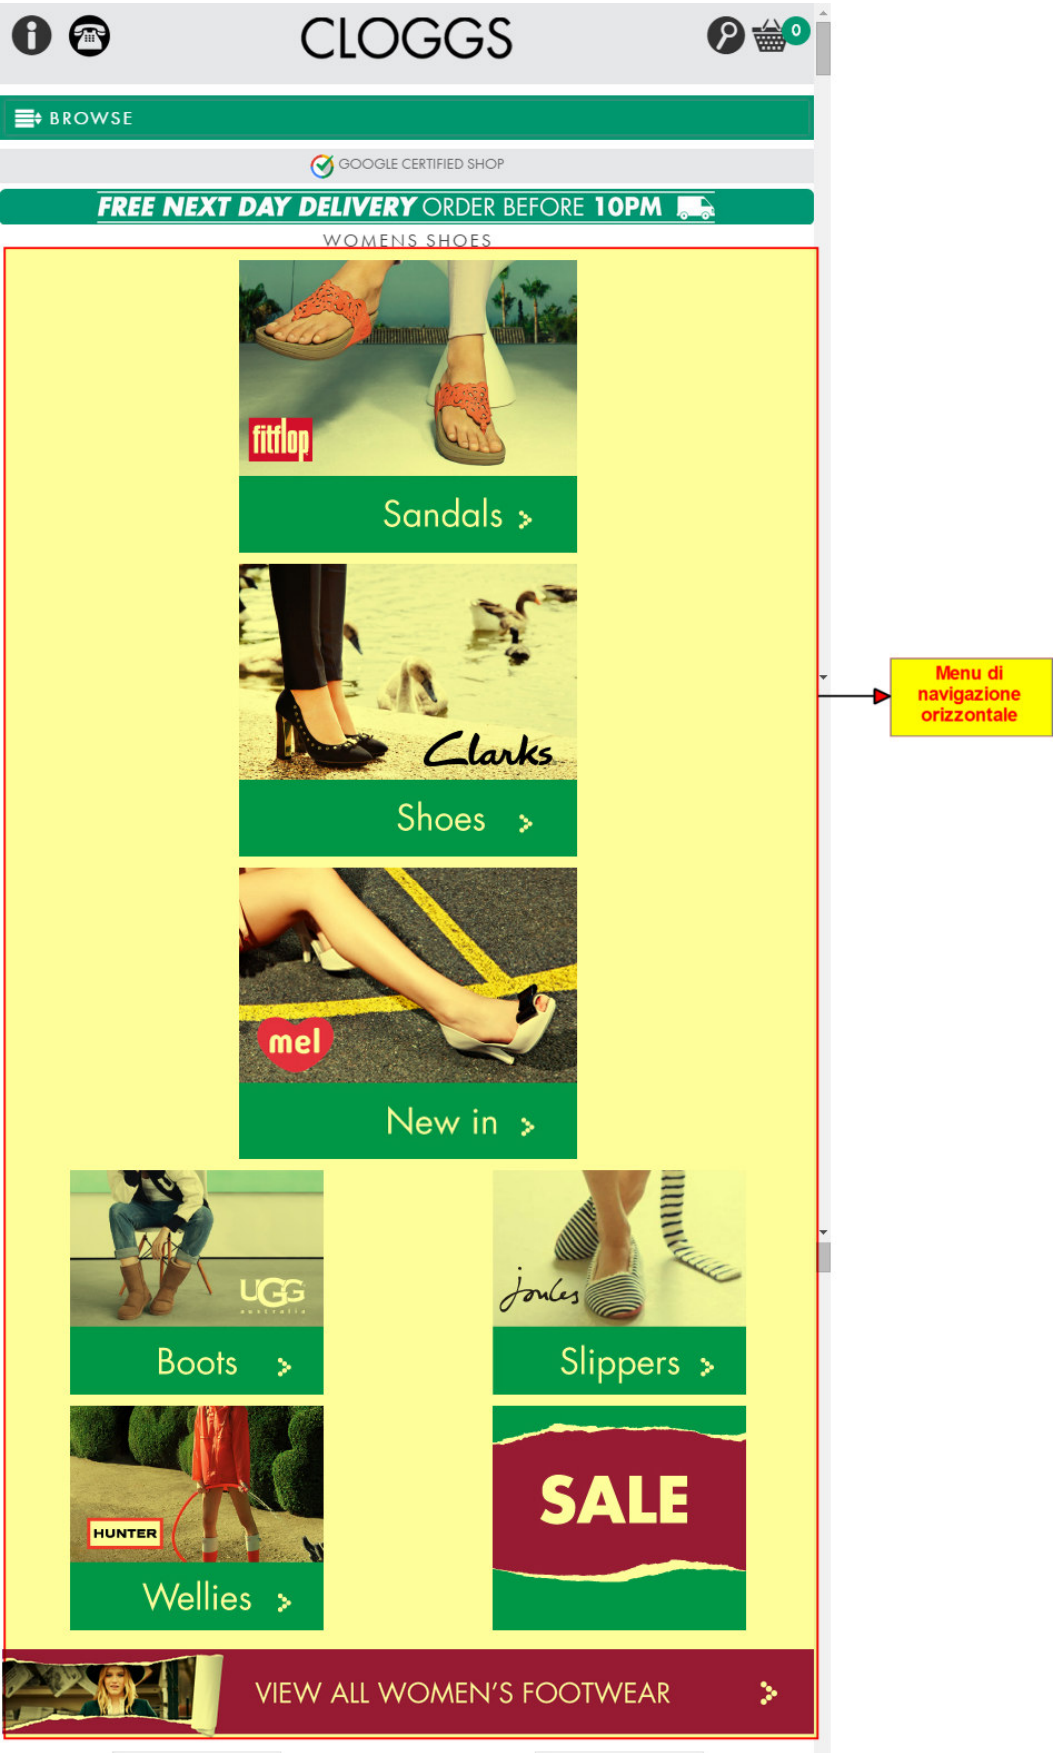 CLOGGS
0
BROWSE
GOOGLE CERTIFIED SHOP
FREE NEXT DAY DELIVERY ORDER BEFORE 10PM
WOMENS SHOES
fitflop
Sandals
Clarks
Shoes
mel
New in
UGG
australia
Boots
joules
Slippers
HUNTER
Wellies
SALE
VIEW ALL WOMEN'S FOOTWEAR
Menu di
navigazione
orizzontale